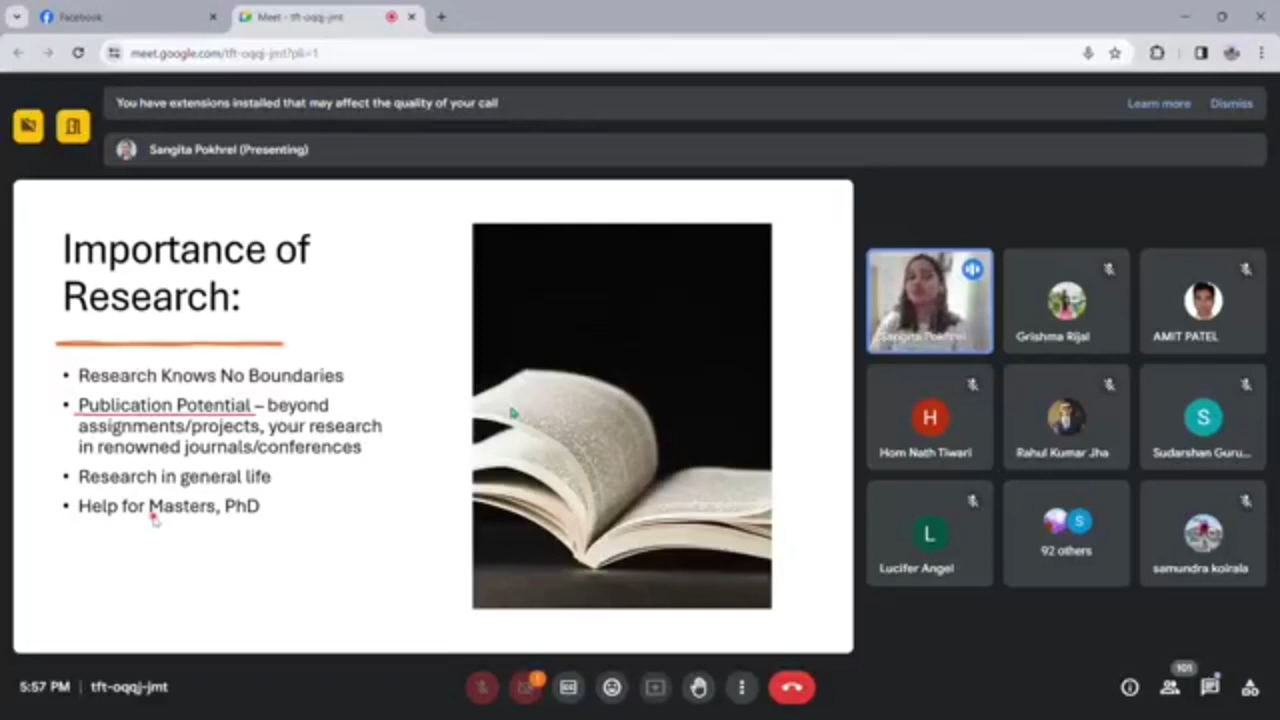 Facebook
Meet - tft-oqqj-jmt
meet.google.com/tft-oqqj-jmt?pli=1
You have extensions installed that may affect the quality of your call
Learn more
Dismiss
Sangita Pokhrel (Presenting)
Importance of
Research:
• Research Knows No Boundaries
• Publication Potential – beyond
assignments/projects, your research
in renowned journals/conferences
• Research in general life
• Help for Masters, PhD
Sangita Pokhrel
Grishma Rijal
AMIT PATEL
H
Hom Nath Tiwari
Rahul Kumar Jha
S
Sudarshan Guru...
L
Lucifer Angel
S
92 others
samundra koirala
5:57 PM
tft-oqqj-jmt
101